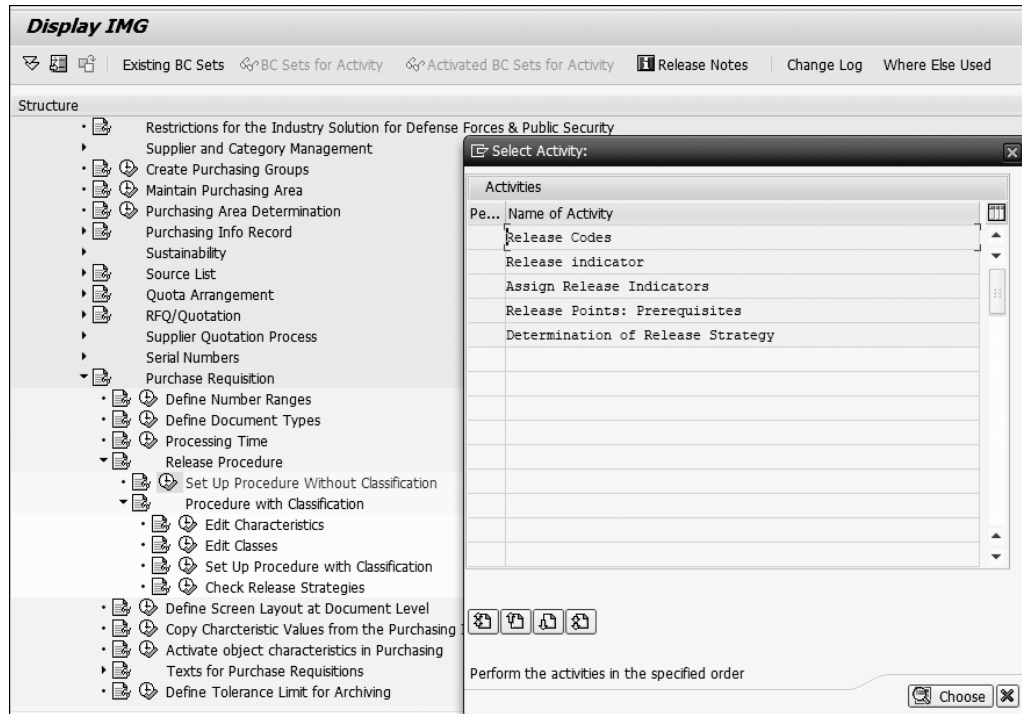 Display IMG
Existing BC Sets BC Sets for Activity Activated BC Sets for Activity Release Notes Change Log Where Else Used
Structure
Restrictions for the Industry Solution for Defense Forces & Public Security
Supplier and Category Management
Create Purchasing Groups
Maintain Purchasing Area
Purchasing Area Determination
Purchasing Info Record
Sustainability
Source List
Quota Arrangement
RFQ/Quotation
Supplier Quotation Process
Serial Numbers
Purchase Requisition
Define Number Ranges
Define Document Types
Processing Time
Release Procedure
Set Up Procedure Without Classification
Procedure with Classification
Edit Characteristics
Edit Classes
Set Up Procedure with Classification
Check Release Strategies
Define Screen Layout at Document Level
Copy Charcteristic Values from the Purchasing
Activate object characteristics in Purchasing
Texts for Purchase Requisitions
Define Tolerance Limit for Archiving
Select Activity:
Activities
Pe... Name of Activity
Release Codes
Release indicator
Assign Release Indicators
Release Points: Prerequisites
Determination of Release Strategy
Perform the activities in the specified order
Choose